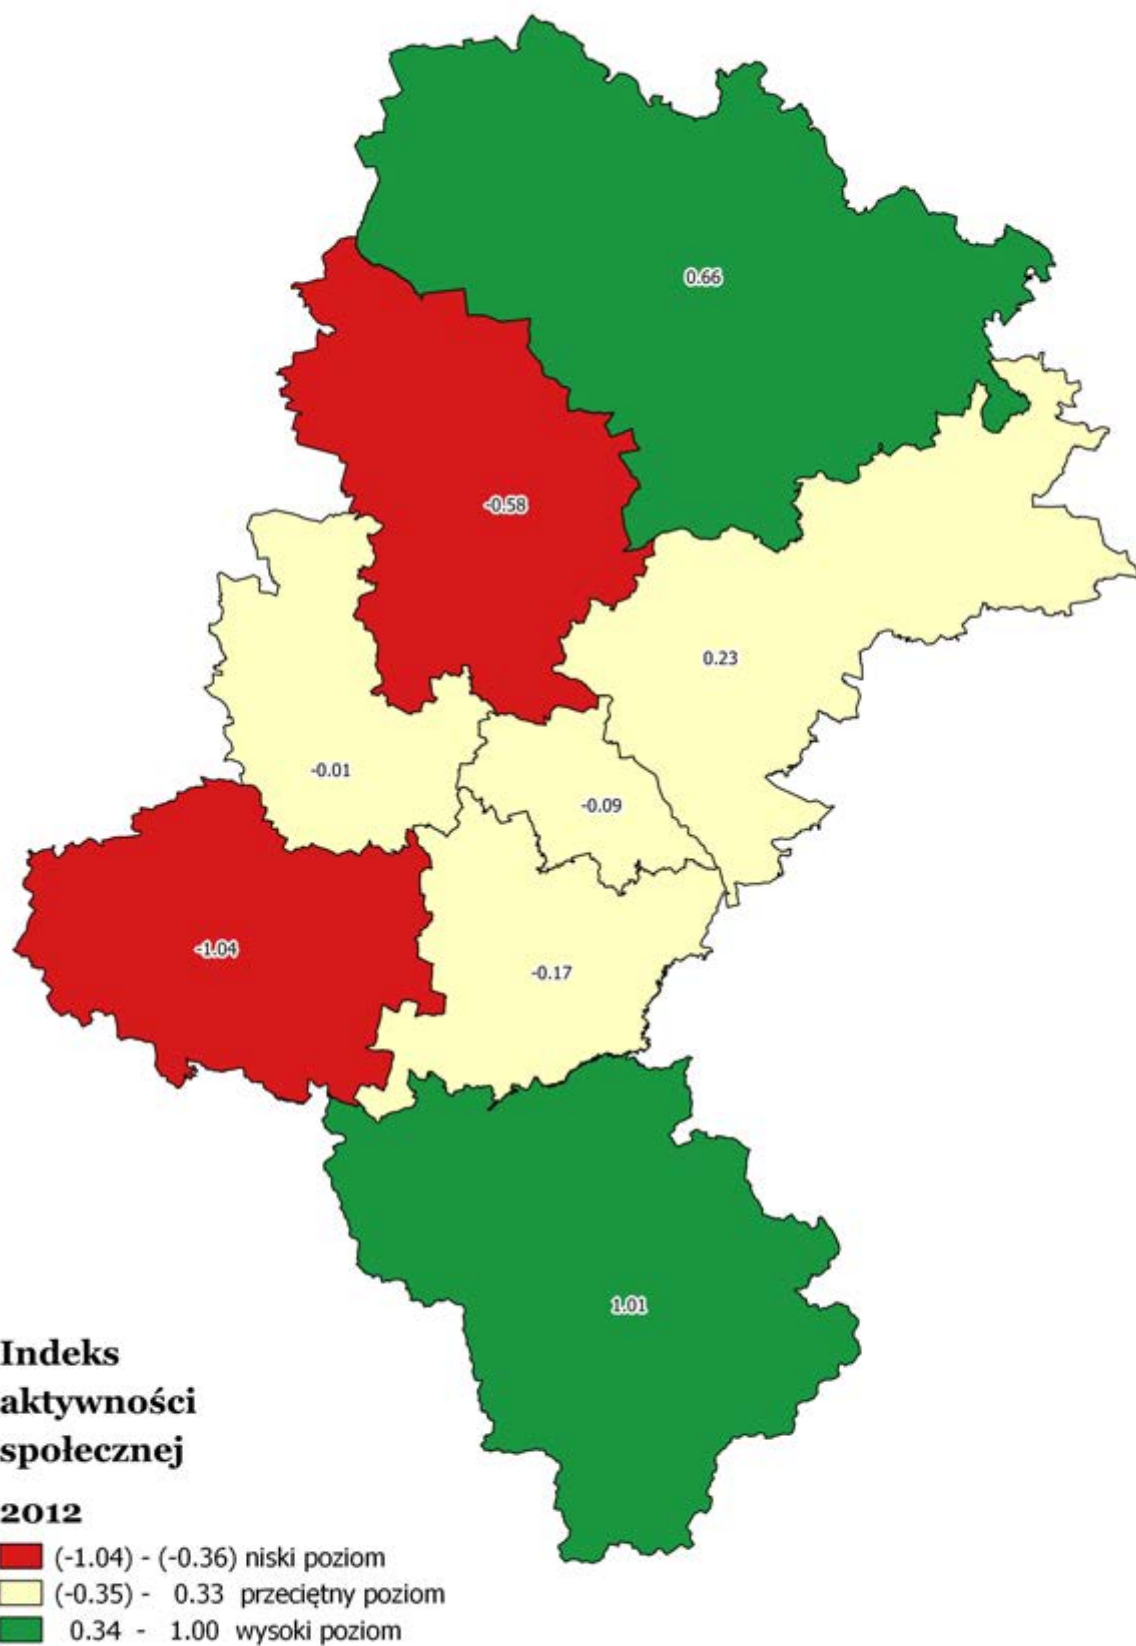 0.66
-0.58
0.23
-0.01
-0.09
-1.04
-0.17
1.01
Indeks
aktywności
społecznej
2012
(-1.04) - (-0.36) niski poziom
(-0.35) - 0.33 przeciętny poziom
0.34 - 1.00 wysoki poziom